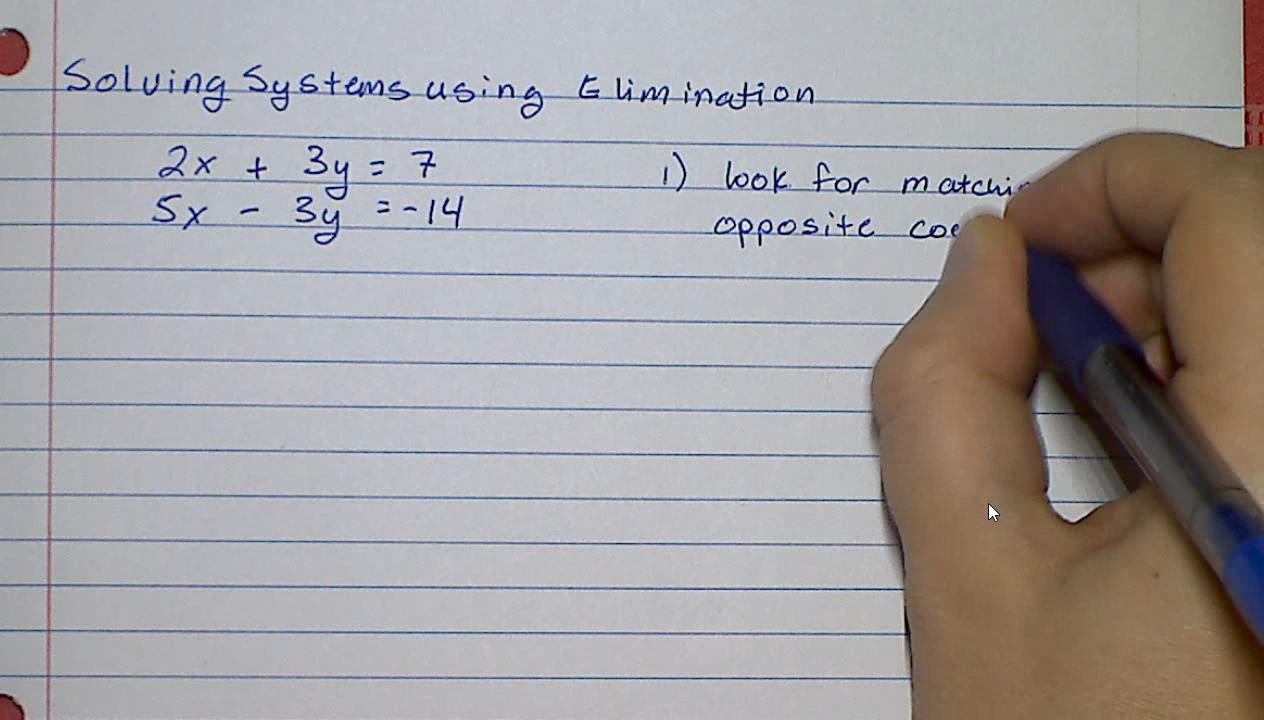 Solving Systems using Elimination
2x + 3y = 7
5x - 3y = -14
1) look for
opposite